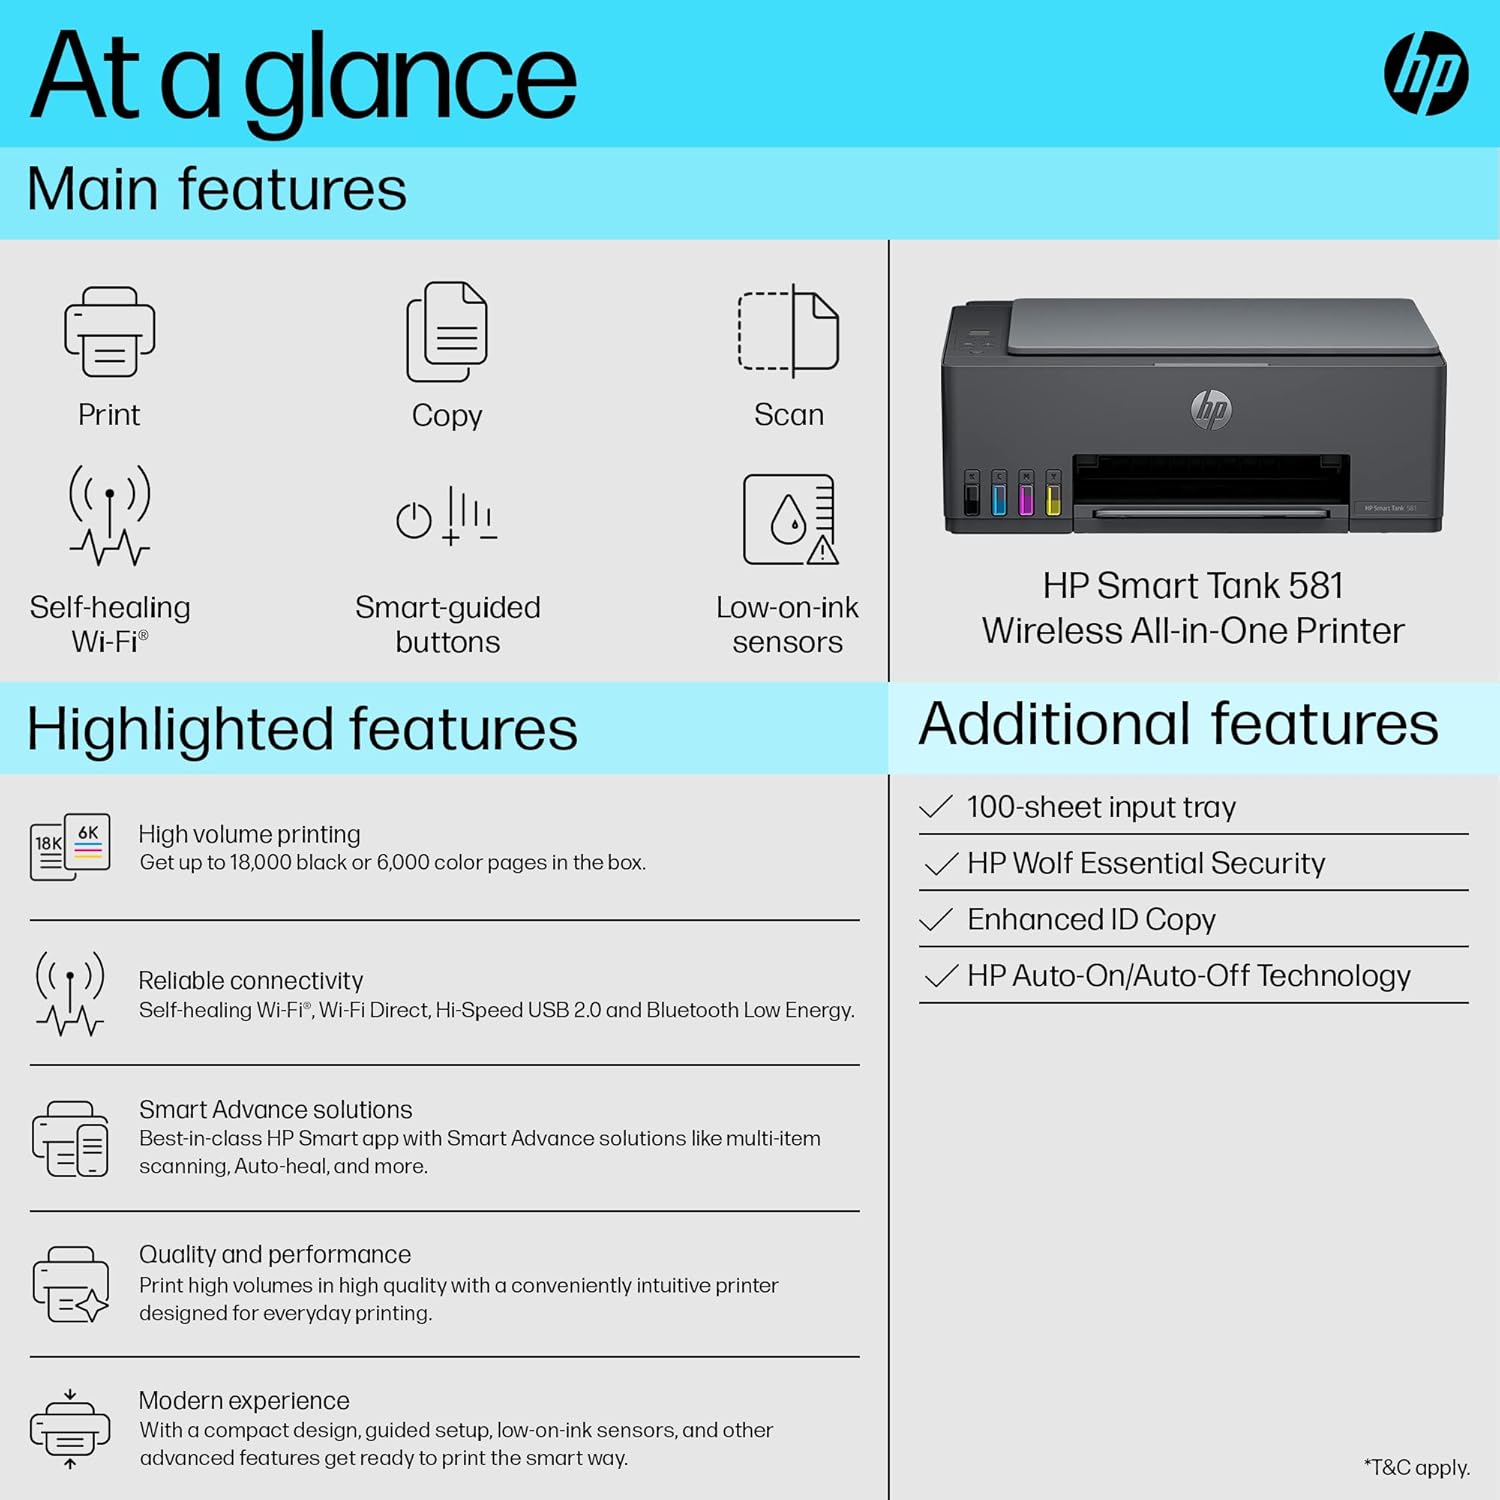 At a glance
hp
Main features
Print
Copy
Scan
Self-healing
Wi-Fi®
Smart-guided
buttons
Low-on-ink
sensors
hp
K C M Y
HP Smart Tank 581
HP Smart Tank 581
Wireless All-in-One Printer
Highlighted features
18K
6K
High volume printing
Get up to 18,000 black or 6,000 color pages in the box.
Reliable connectivity
Self-healing Wi-Fi®, Wi-Fi Direct, Hi-Speed USB 2.0 and Bluetooth Low Energy.
Smart Advance solutions
Best-in-class HP Smart app with Smart Advance solutions like multi-item
scanning, Auto-heal, and more.
Quality and performance
Print high volumes in high quality with a conveniently intuitive printer
designed for everyday printing.
Modern experience
With a compact design, guided setup, low-on-ink sensors, and other
advanced features get ready to print the smart way.
Additional features
100-sheet input tray
HP Wolf Essential Security
Enhanced ID Copy
HP Auto-On/Auto-Off Technology
*T&C apply.